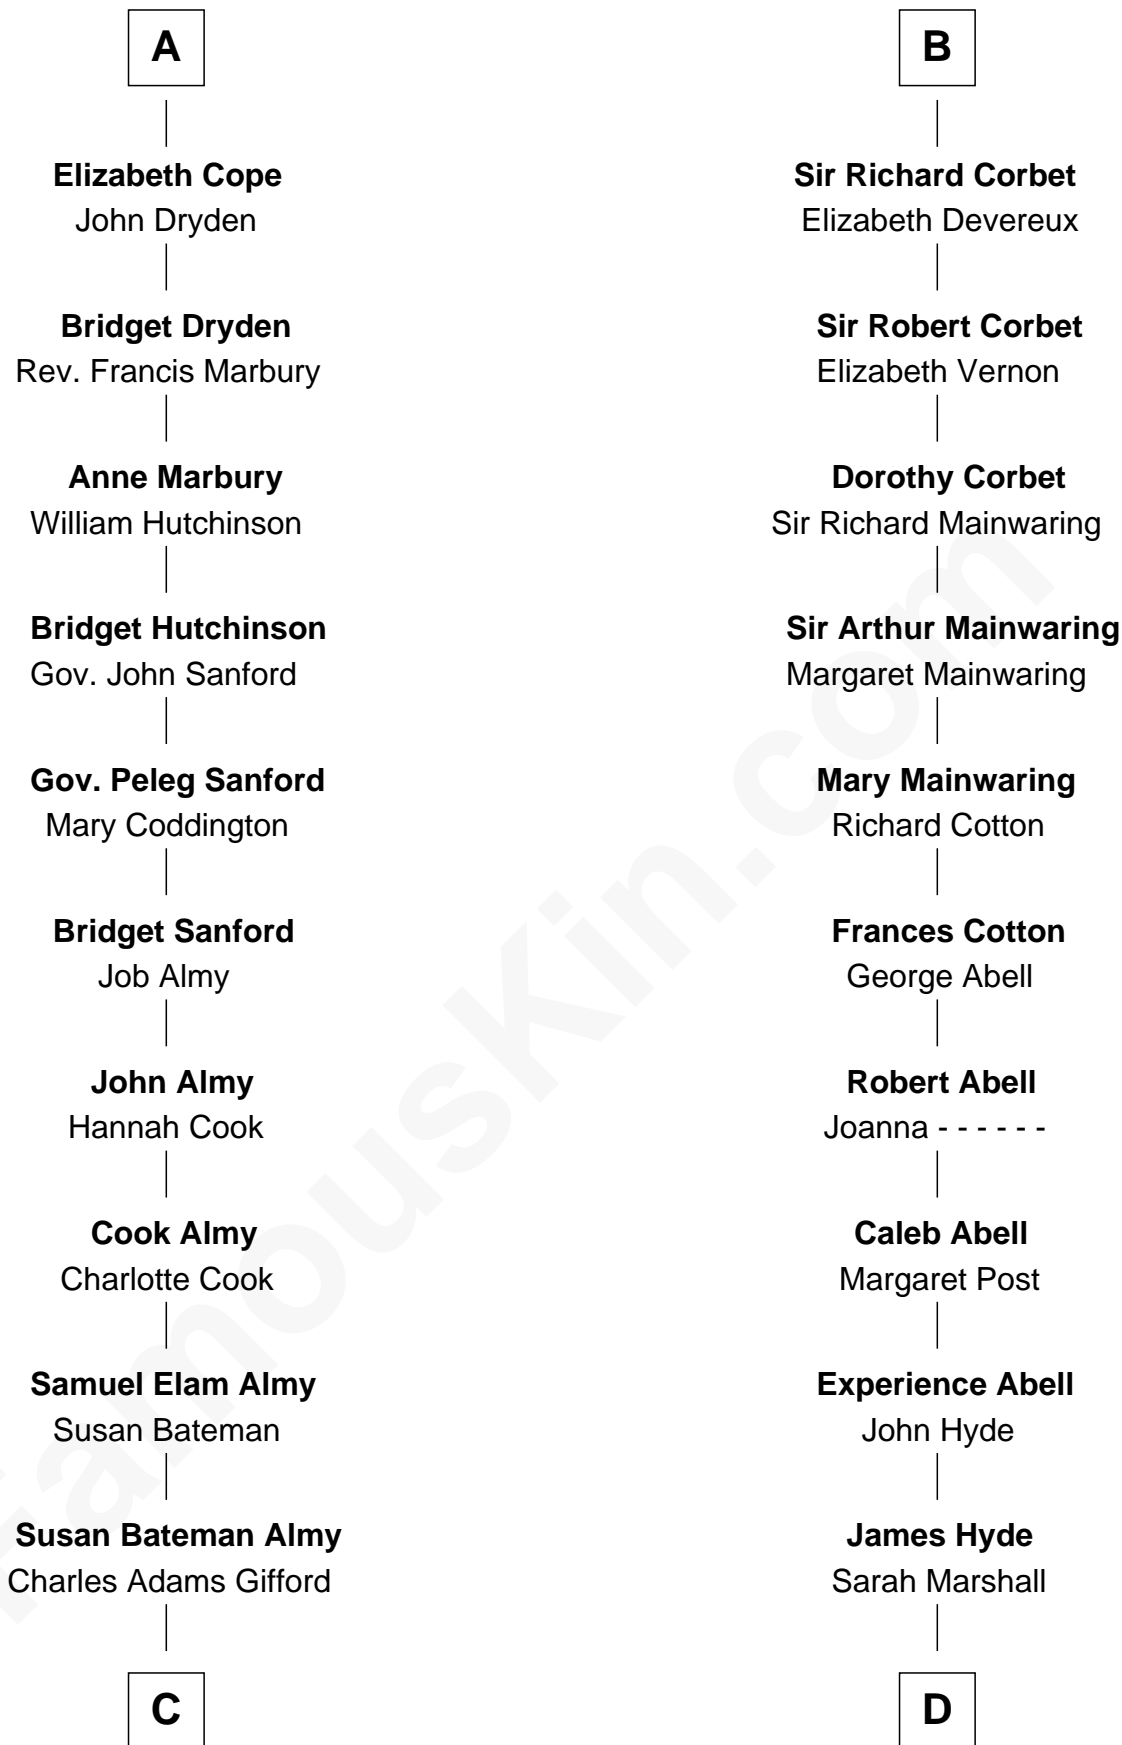 A
Elizabeth Cope
John Dryden
Bridget Dryden
Rev. Francis Marbury
Anne Marbury
William Hutchinson
Bridget Hutchinson
Gov. John Sanford
Gov. Peleg Sanford
Mary Coddington
Bridget Sanford
Job Almy
John Almy
Hannah Cook
Cook Almy
Charlotte Cook
Samuel Elam Almy
Susan Bateman
Susan Bateman Almy
Charles Adams Gifford
C
B
Sir Richard Corbet
Elizabeth Devereux
Sir Robert Corbet
Elizabeth Vernon
Dorothy Corbet
Sir Richard Mainwaring
Sir Arthur Mainwaring
Margaret Mainwaring
Mary Mainwaring
Richard Cotton
Frances Cotton
George Abell
Robert Abell
Joanna - - - - - -
Caleb Abell
Margaret Post
Experience Abell
John Hyde
James Hyde
Sarah Marshall
D
FamousKin.com